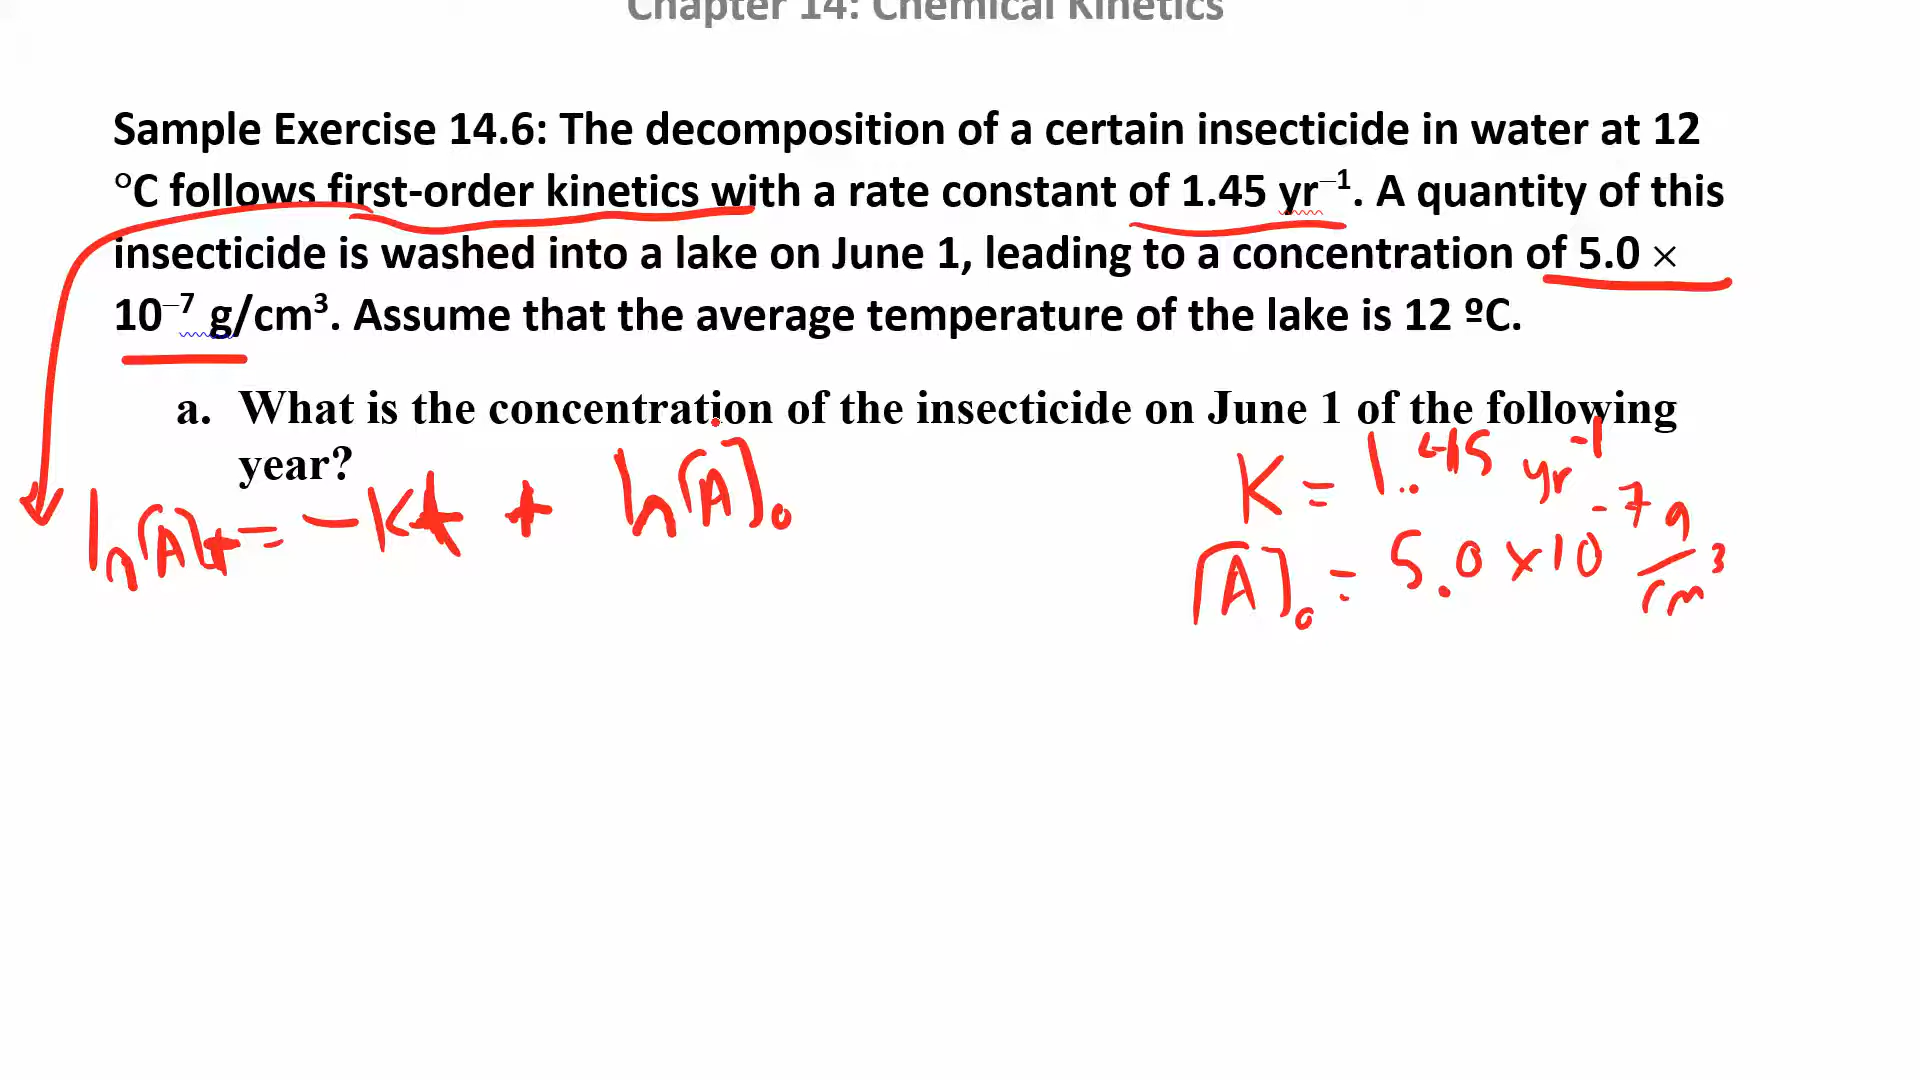 Chapter 14: Chemical Kinetics
Sample Exercise 14.6: The decomposition of a certain insecticide in water at 12
°C follows first-order kinetics with a rate constant of 1.45 yr⁻¹. A quantity of this
insecticide is washed into a lake on June 1, leading to a concentration of 5.0 ×
10⁻⁷ g/cm³. Assume that the average temperature of the lake is 12 ºC.
a. What is the concentration of the insecticide on June 1 of the following
year?
ln[A]t = -kt + ln[A]₀
K = 1.45 yr⁻¹
[A]₀ = 5.0 x10⁻⁷ g/cm³